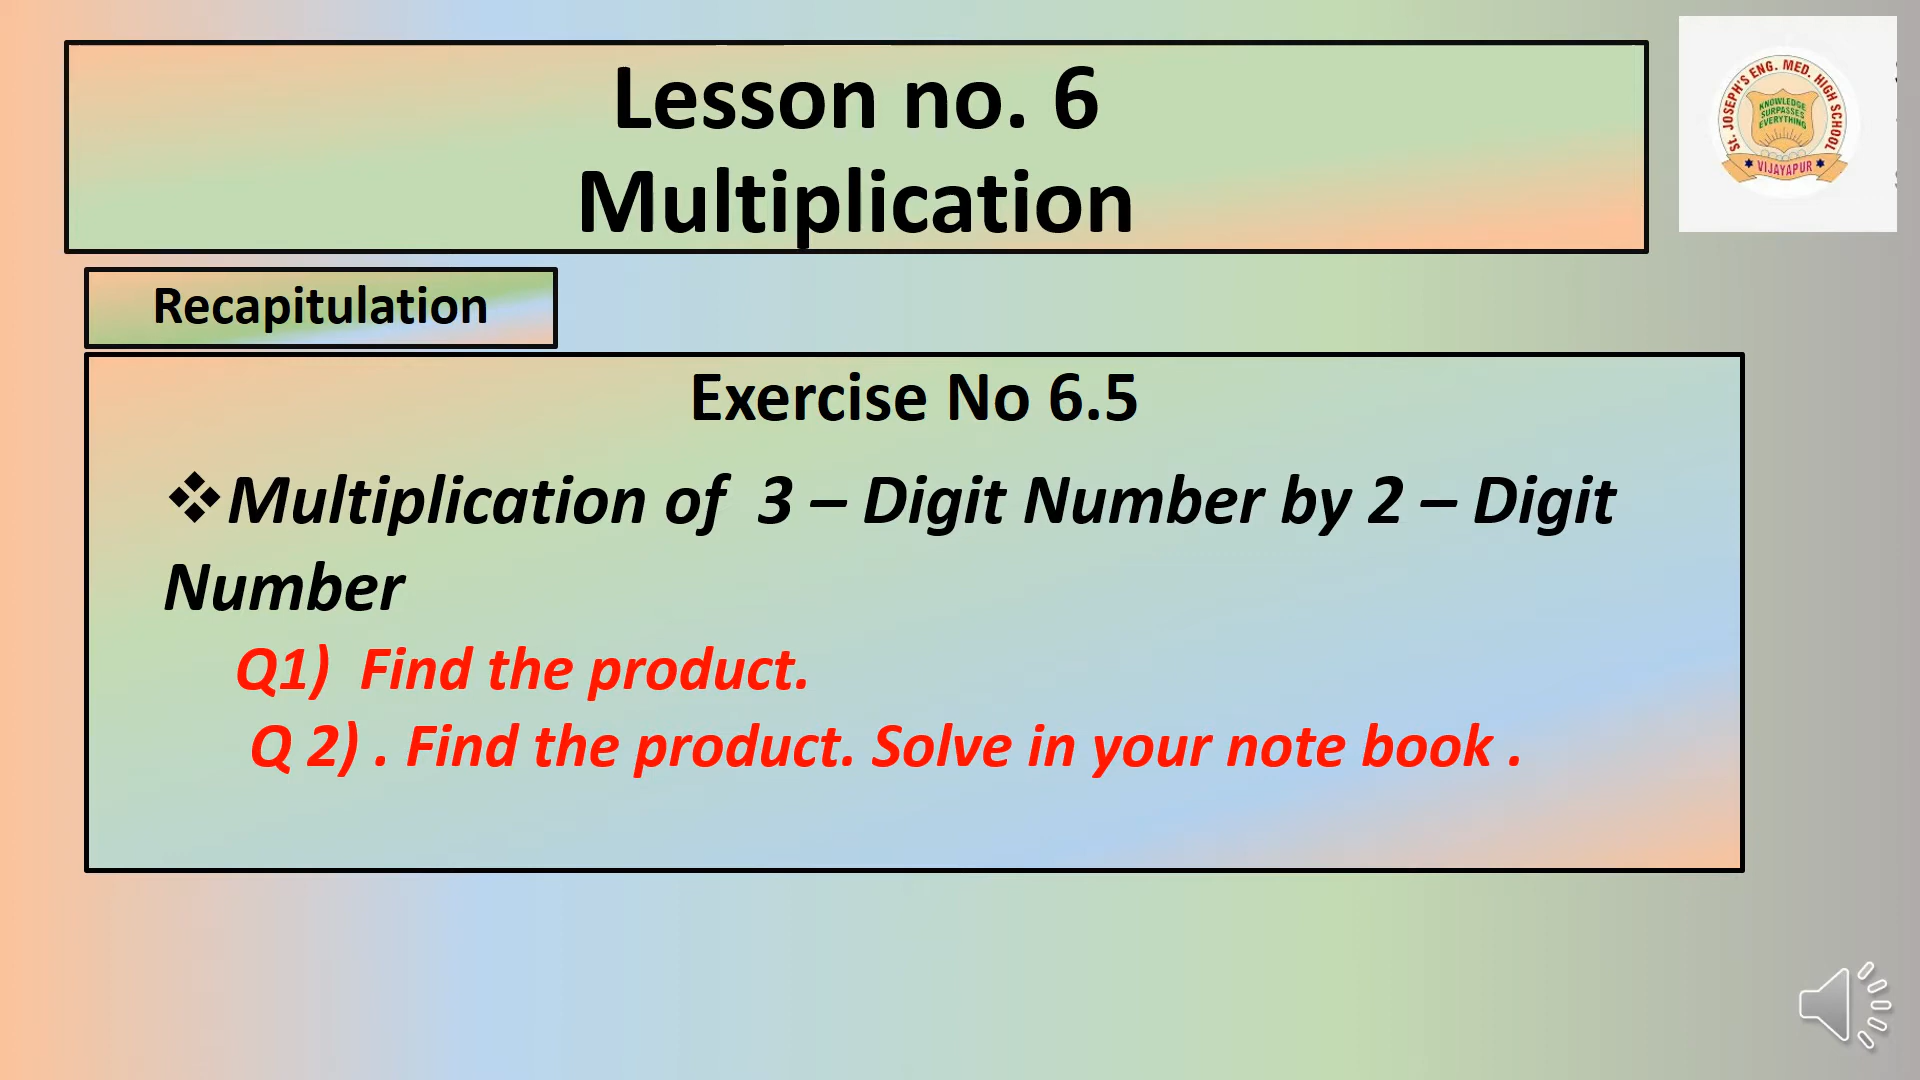 Lesson no. 6
Multiplication
ST. JOSEPH'S ENG. MED. HIGH SCHOOL
KNOWLEDGE
SURPASSES
EVERYTHING
VIJAYAPUR
Recapitulation
Exercise No 6.5
❖Multiplication of 3 – Digit Number by 2 – Digit
Number
Q1) Find the product.
Q 2) . Find the product. Solve in your note book .